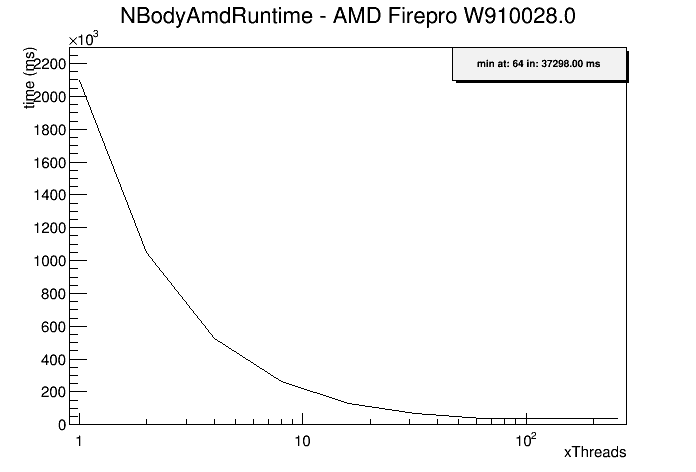 NBodyAmdRuntime - AMD Firepro W910028.0
×10³
time (ms)
min at: 64 in: 37298.00 ms
2200
2000
1800
1600
1400
1200
1000
800
600
400
200
0
1 10 10²
xThreads